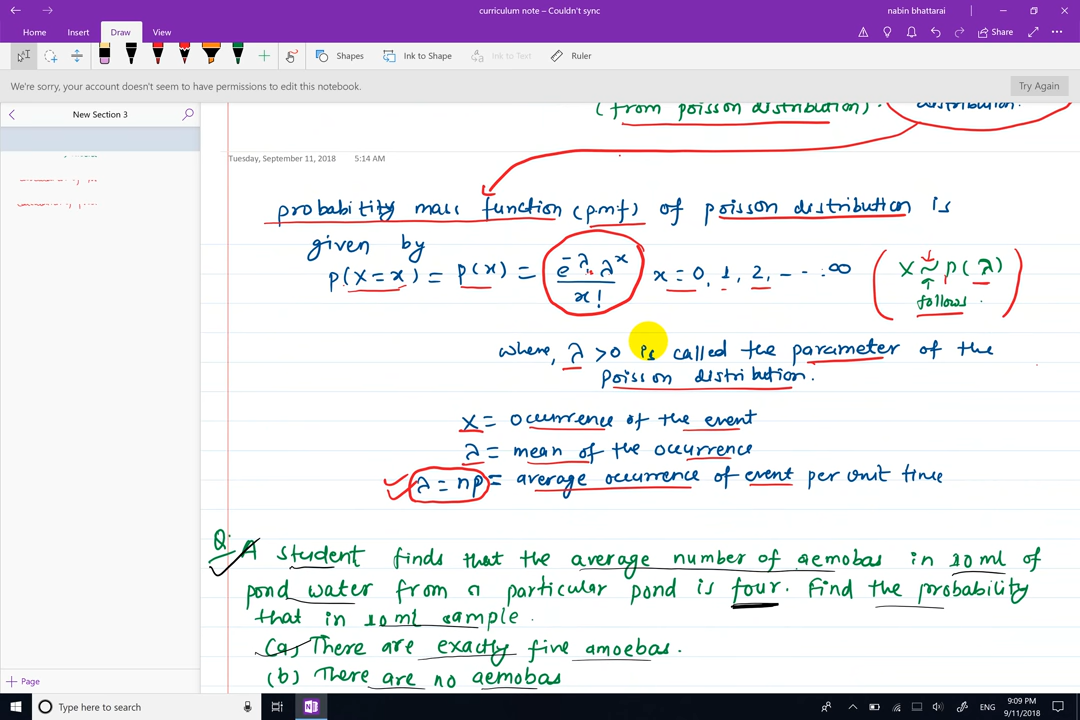 curriculum note – Couldn't sync
nabin bhattarai
Home Insert Draw View
Share
Shapes Ink to Shape Ink to Text Ruler
We're sorry, your account doesn't seem to have permissions to edit this notebook.
Try Again
New Section 3
(from poisson distribution). distribution.
Tuesday, September 11, 2018 5:14 AM
probability mass function (p.m.f) of poisson distribution is
given by
p(X = x) = p(x) = e^-λ . λ^x / x! x = 0, 1, 2, ----- ∞ (X ~ p(λ)
follows.)
where, λ >0 is called the parameter of the
Poisson distribution.
X = occurrence of the event
λ = mean of the occurrence
λ = np = average occurrence of event per unit time
Q: A student finds that the average number of aemobas in 10 ml of
pond water from a particular pond is four. Find the probability
that in 10 ml sample.
(a) There are exactly five amoebas.
(b) There are no aemobas
+ Page
Type here to search
ENG
9:09 PM
9/11/2018